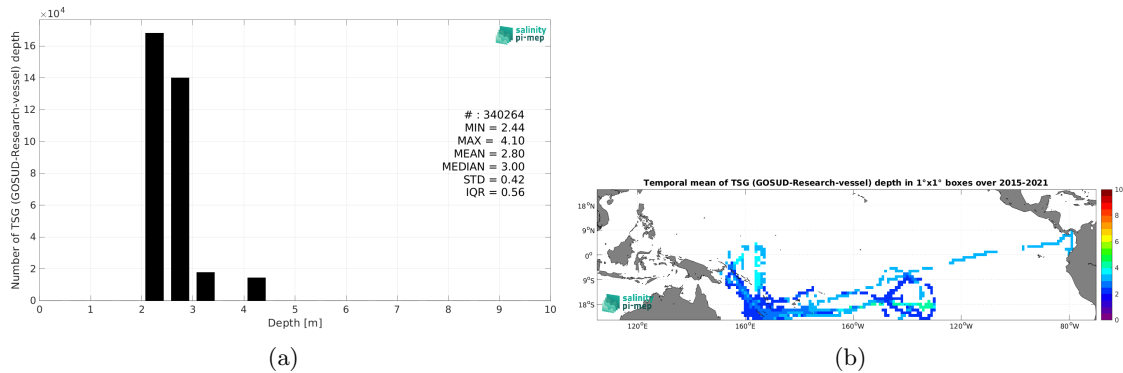 ×10⁴
16
14
12
10
8
6
4
2
0
Number of TSG (GOSUD-Research-vessel) depth
salinity
pi-mep
# : 340264
MIN = 2.44
MAX = 4.10
MEAN = 2.80
MEDIAN = 3.00
STD = 0.42
IQR = 0.56
0 1 2 3 4 5 6 7 8 9 10
Depth [m]
(a)
Temporal mean of TSG (GOSUD-Research-vessel) depth in 1°x1° boxes over 2015-2021
18°N
9°N
0°
9°S
18°S
salinity
pi-mep
120°E 160°E 160°W 120°W 80°W
10
8
6
4
2
0
(b)